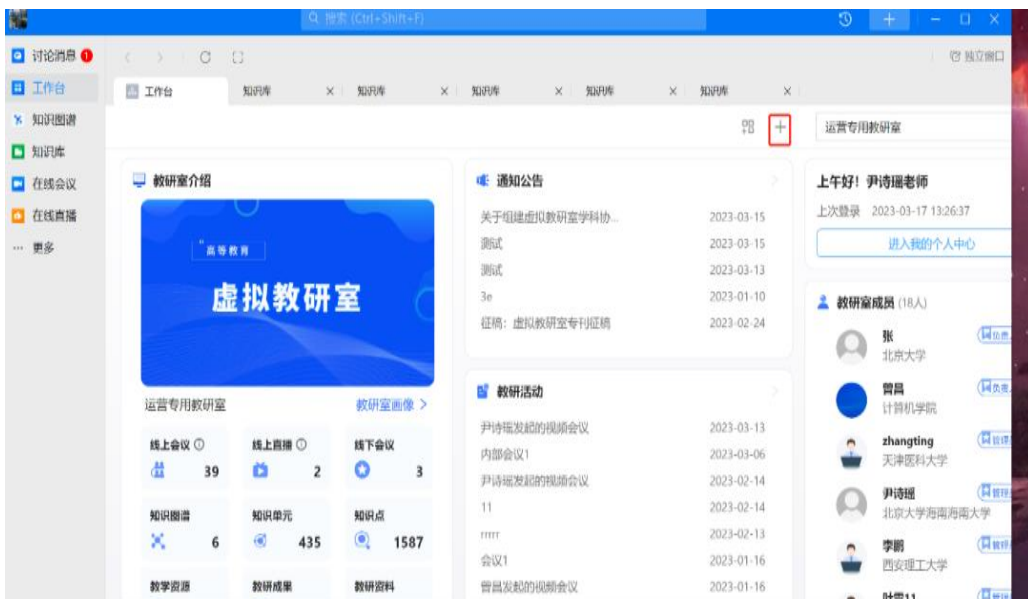 搜索 (Ctrl+Shift+F)
讨论消息 1
工作台
知识图谱
知识库
在线会议
在线直播
更多
独立窗口
工作台 知识库 知识库 知识库 知识库 知识库
运营专用教研室
教研室介绍
高等教育
虚拟教研室
运营专用教研室 教研室画像 >
线上会议 线上直播 线下会议
39 2 3
知识图谱 知识单元 知识点
6 435 1587
教学资源 教研成果 教研资料
通知公告
关于组建虚拟教研室学科协... 2023-03-15
测试 2023-03-15
测试 2023-03-13
3e 2023-01-10
征稿：虚拟教研室专刊征稿 2023-02-24
教研活动
尹诗瑶发起的视频会议 2023-03-13
内部会议1 2023-03-06
尹诗瑶发起的视频会议 2023-02-14
11 2023-02-14
rrrrr 2023-02-13
会议1 2023-01-16
曾昌发起的视频会议 2023-01-16
上午好！尹诗瑶老师
上次登录 2023-03-17 13:26:37
进入我的个人中心
教研室成员 (18人)
张 负责
北京大学
曾昌 负责
计算机学院
zhangting 管理
天津医科大学
尹诗瑶 管理
北京大学海南海南大学
李鹏 管理
西安理工大学